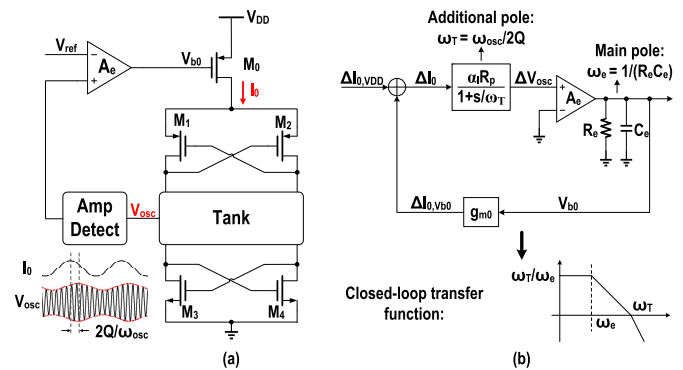 V_DD
V_ref
−
A_e
+
V_b0
M_0
I_0
M_1
M_2
Amp
Detect
V_osc
Tank
I_0
V_osc
2Q/ω_osc
M_3
M_4
(a)
Additional pole:
ω_T = ω_osc/2Q
Main pole:
ω_e = 1/(R_eC_e)
ΔI_0,VDD
ΔI_0
α_IR_p
1+s/ω_T
ΔV_osc
+
A_e
−
R_e
C_e
ΔI_0,Vb0
g_m0
V_b0
Closed-loop transfer
function:
ω_T/ω_e
ω_T
ω_e
(b)